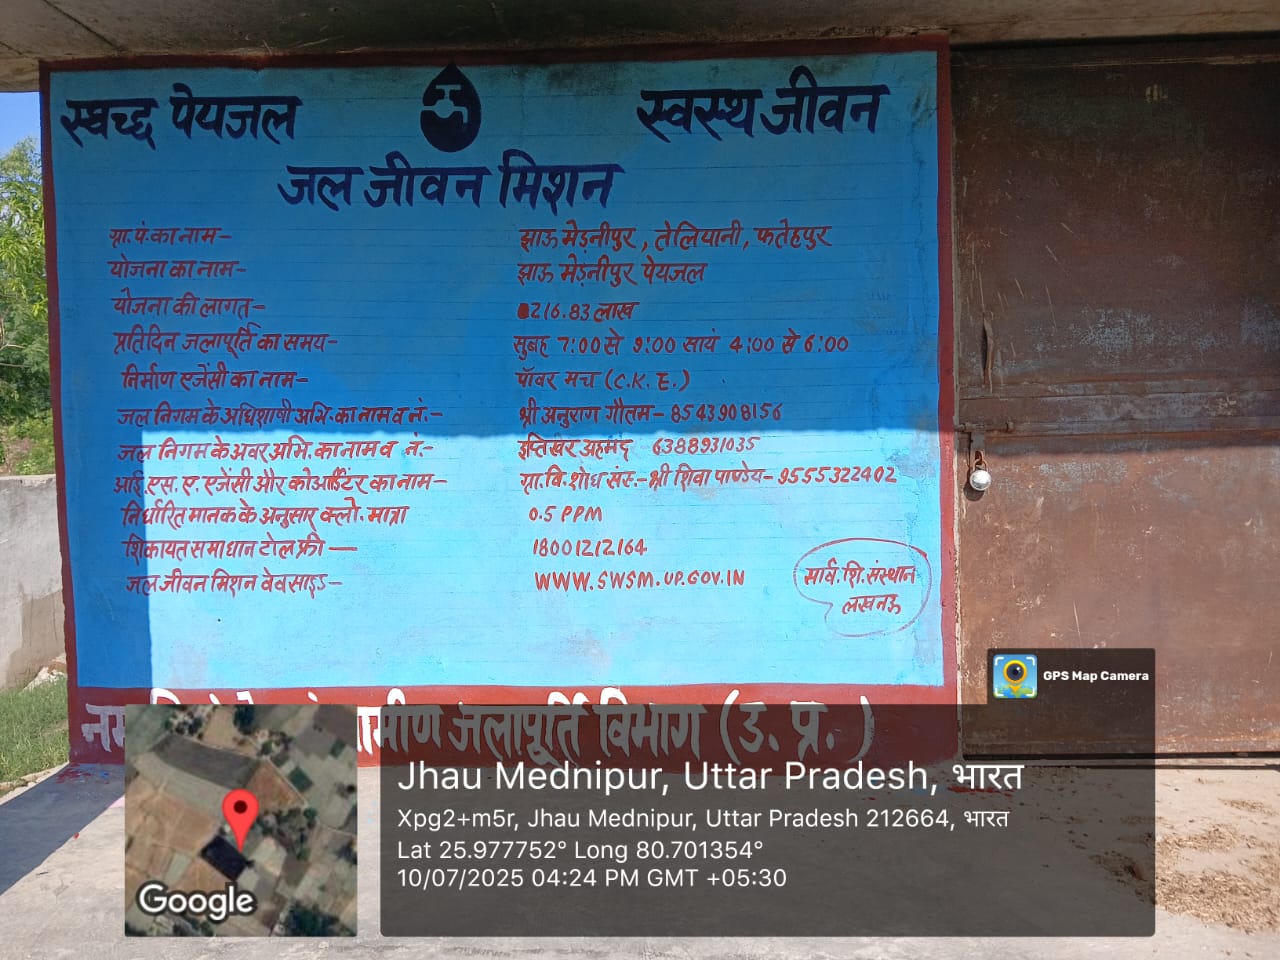 स्वच्छ पेयजल
स्वस्थ जीवन
जल जीवन मिशन
ग्रा.पं. का नाम- झाऊ मेड़नीपुर, तेलियानी, फतेहपुर
योजना का नाम- झाऊ मेड़नीपुर पेयजल
योजना की लागत- 216.83 लाख
प्रतिदिन जलापूर्ति का समय- सुबह 7:00 से 9:00 सायं 4:00 से 6:00
निर्माण एजेंसी का नाम- पॉवर मच (C.K.E.)
जल निगम के अधिशाषी अभि. का नाम व नं.- श्री अनुराग गौतम- 8543908156
जल निगम के अवर अभि. का नाम व नं.- इप्तिखर अहमद 6388931035
आई.एस.ए. एजेंसी और कोआर्डिंटर का नाम- ग्रा.वि. शोध संस.- श्री शिवा पाण्डेय- 9555322402
निर्धारित मानक के अनुसार क्लो. मात्रा 0.5 PPM
शिकायत समाधान टोल फ्री — 18001212164
जल जीवन मिशन वेबसाइड- WWW.SWSM.UP.GOV.IN
सार्व. शि. संस्थान
लखनऊ
जलापूर्ति विभाग (उ.प्र.)
GPS Map Camera
Jhau Mednipur, Uttar Pradesh, भारत
Xpg2+m5r, Jhau Mednipur, Uttar Pradesh 212664, भारत
Lat 25.977752° Long 80.701354°
10/07/2025 04:24 PM GMT +05:30
Google